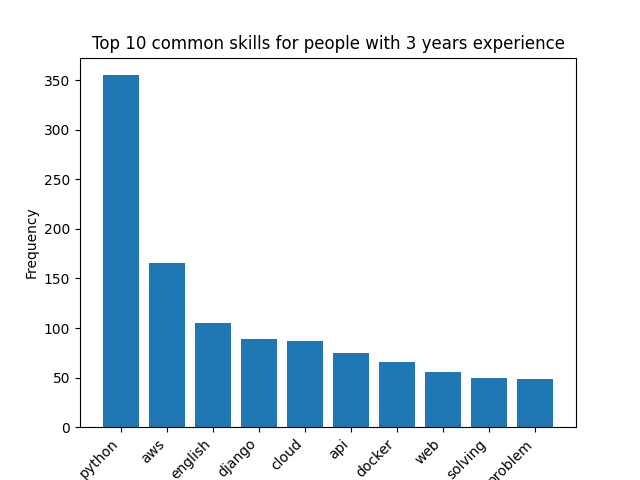 Top 10 common skills for people with 3 years experience
Frequency
350
300
250
200
150
100
50
0
python
aws
english
django
cloud
api
docker
web
solving
problem